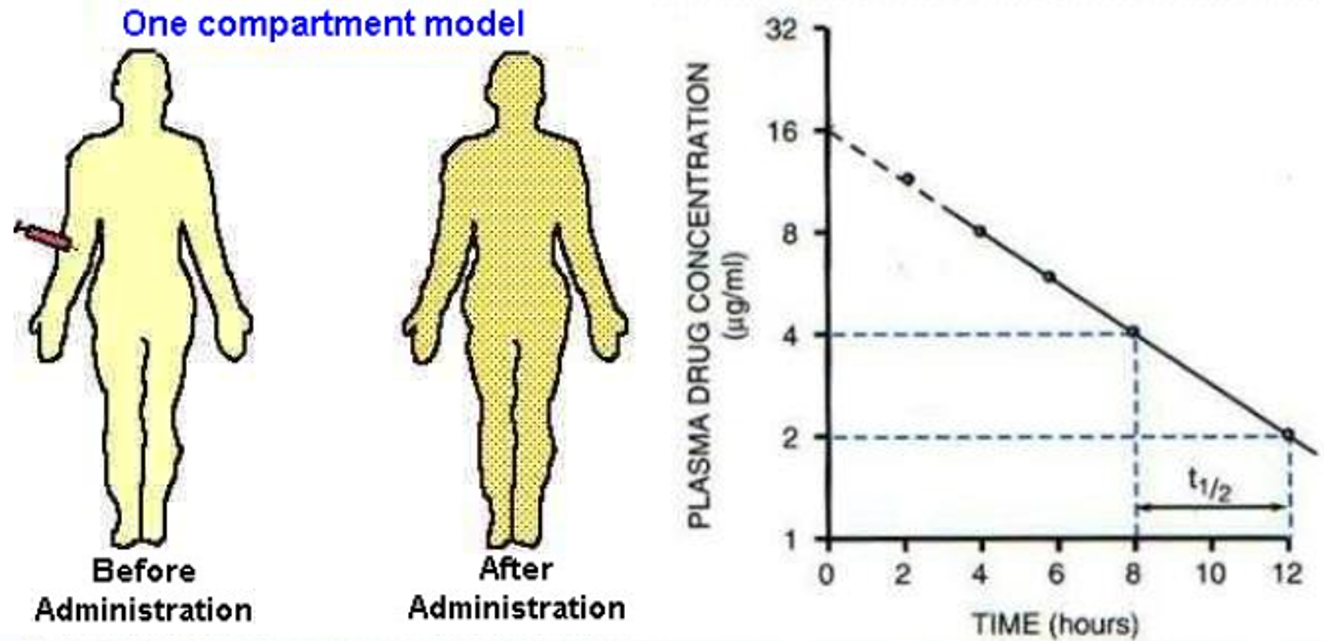 One compartment model
Before
Administration
After
Administration
PLASMA DRUG CONCENTRATION
(µg/ml)
32
16
8
4
2
1
t1/2
0 2 4 6 8 10 12
TIME (hours)